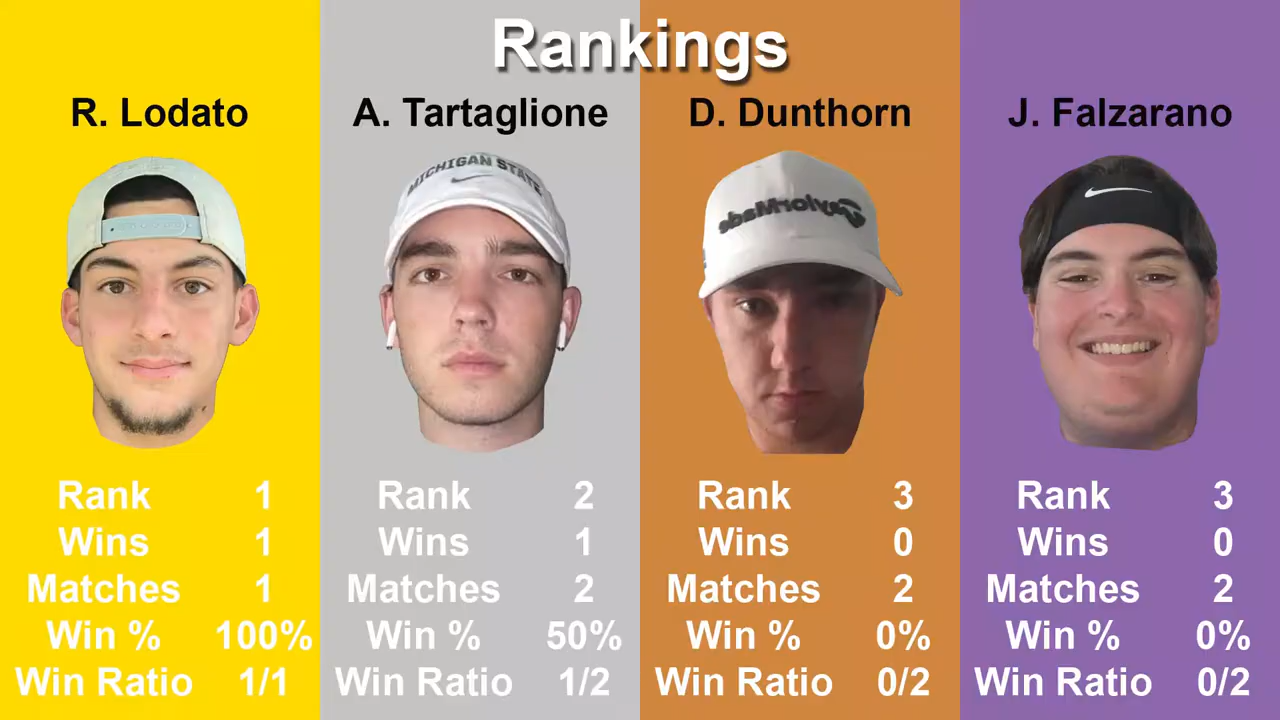 Rankings
R. Lodato
A. Tartaglione
D. Dunthorn
J. Falzarano
MICHIGAN STATE
TaylorMade
Rank 1
Wins 1
Matches 1
Win % 100%
Win Ratio 1/1
Rank 2
Wins 1
Matches 2
Win % 50%
Win Ratio 1/2
Rank 3
Wins 0
Matches 2
Win % 0%
Win Ratio 0/2
Rank 3
Wins 0
Matches 2
Win % 0%
Win Ratio 0/2